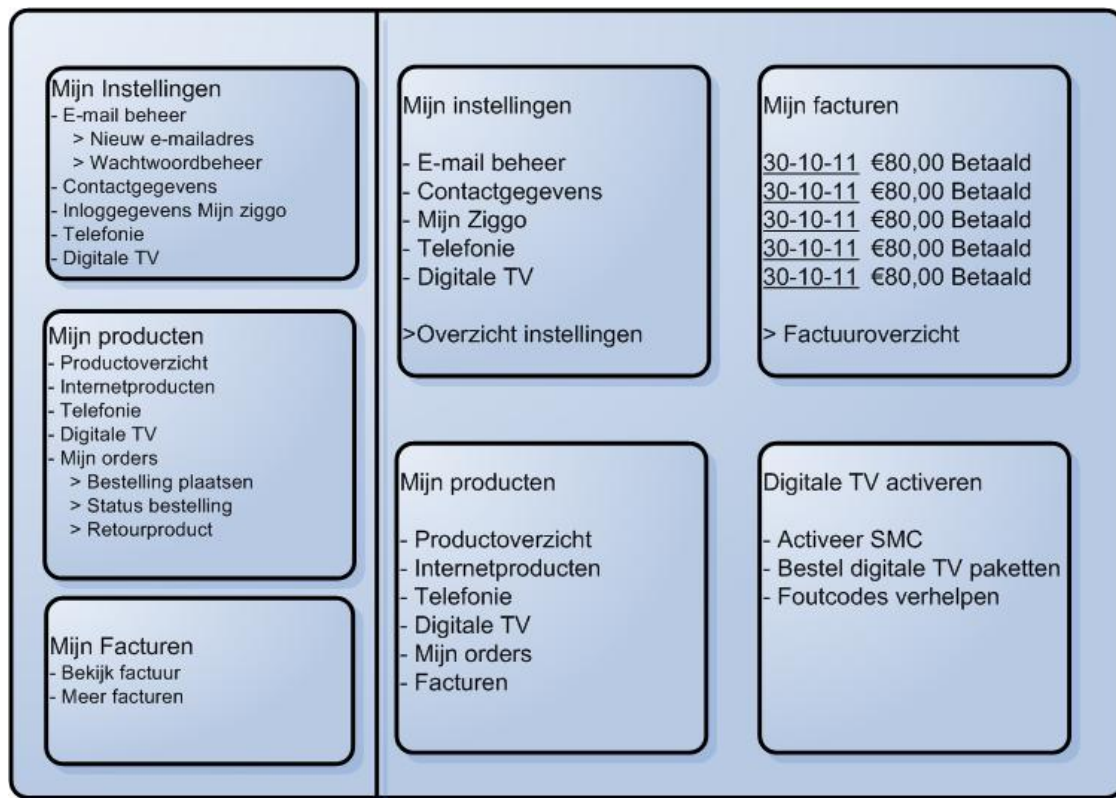 Mijn Instellingen
- E-mail beheer
> Nieuw e-mailadres
> Wachtwoordbeheer
- Contactgegevens
- Inloggegevens Mijn ziggo
- Telefonie
- Digitale TV
Mijn producten
- Productoverzicht
- Internetproducten
- Telefonie
- Digitale TV
- Mijn orders
> Bestelling plaatsen
> Status bestelling
> Retourproduct
Mijn Facturen
- Bekijk factuur
- Meer facturen
Mijn instellingen
- E-mail beheer
- Contactgegevens
- Mijn Ziggo
- Telefonie
- Digitale TV
>Overzicht instellingen
Mijn facturen
30-10-11 €80,00 Betaald
30-10-11 €80,00 Betaald
30-10-11 €80,00 Betaald
30-10-11 €80,00 Betaald
30-10-11 €80,00 Betaald
> Factuuroverzicht
Mijn producten
- Productoverzicht
- Internetproducten
- Telefonie
- Digitale TV
- Mijn orders
- Facturen
Digitale TV activeren
- Activeer SMC
- Bestel digitale TV paketten
- Foutcodes verhelpen